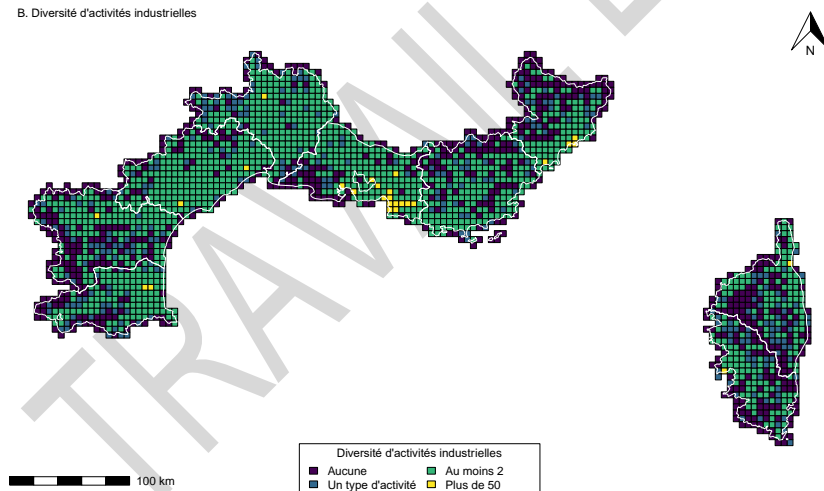 B. Diversité d'activités industrielles
N
TRAVAIL
100 km
Diversité d'activités industrielles
Aucune
Au moins 2
Un type d'activité
Plus de 50